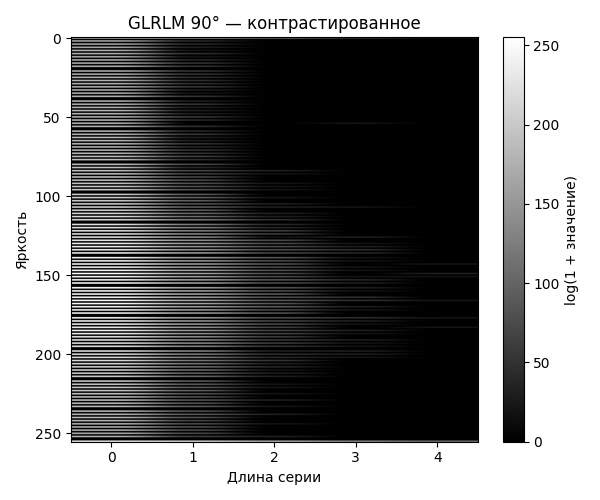 GLRLM 90° — контрастированное
0
50
100
150
200
250
Яркость
0 1 2 3 4
Длина серии
250
200
150
100
50
0
log(1 + значение)